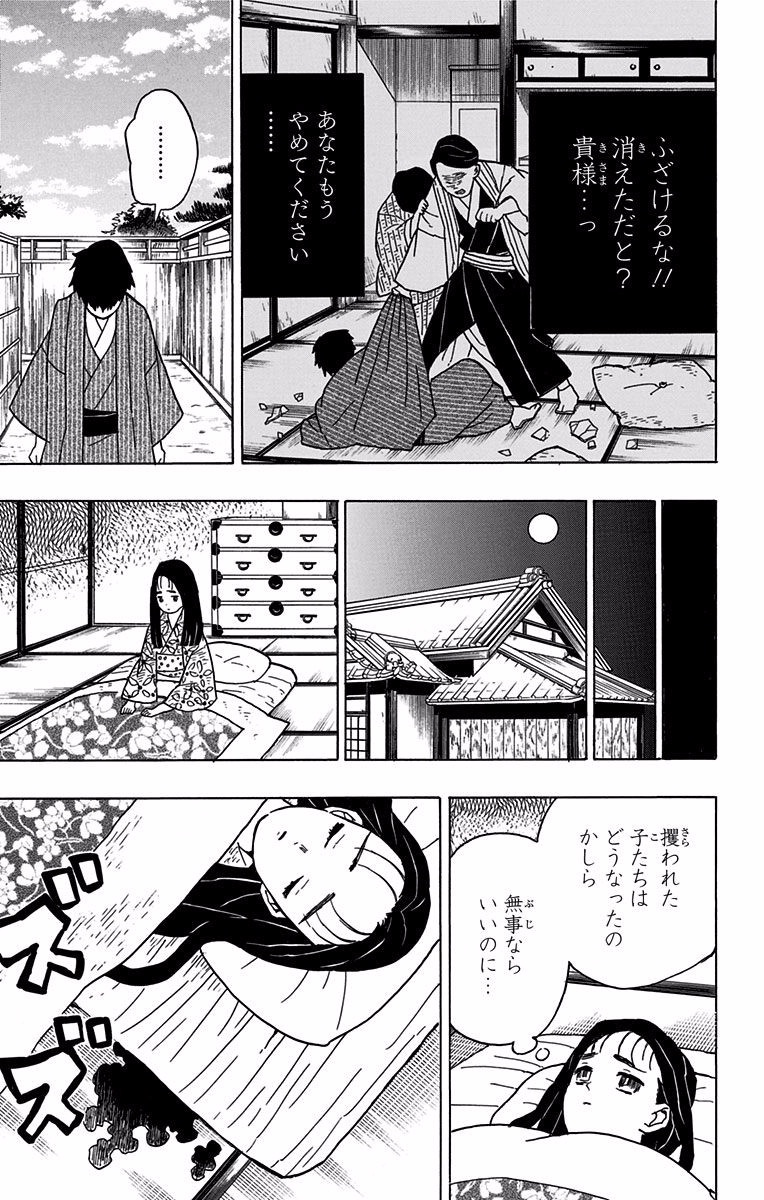 ふざけるな!!
消えただと?
貴様…っ
あなたもう
やめてください
……
……
攫われた
子たちは
どうなったの
かしら
無事なら
いいのに…
ズズ